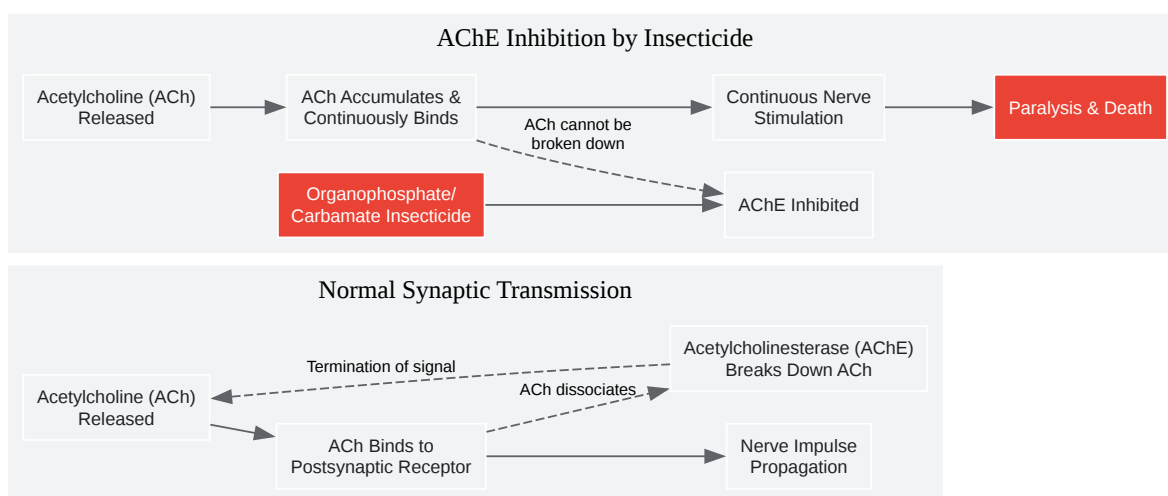 AChE Inhibition by Insecticide
Acetylcholine (ACh)
Released
ACh Accumulates &
Continuously Binds
Continuous Nerve
Stimulation
Paralysis & Death
ACh cannot be
broken down
Organophosphate/
Carbamate Insecticide
AChE Inhibited
Normal Synaptic Transmission
Acetylcholinesterase (AChE)
Breaks Down ACh
Termination of signal
ACh dissociates
Acetylcholine (ACh)
Released
ACh Binds to
Postsynaptic Receptor
Nerve Impulse
Propagation